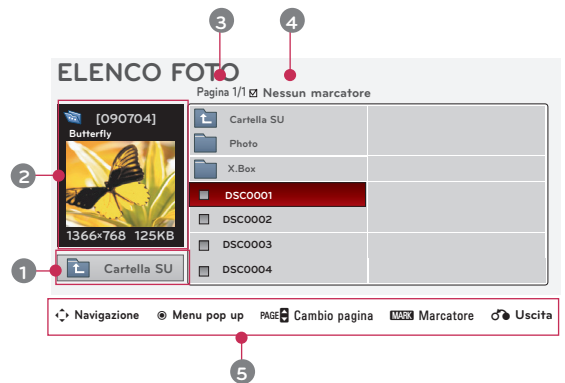 3
4
ELENCO FOTO
Pagina 1/1 Nessun marcatore
[090704]
Butterfly
1366×768 125KB
Cartella SU
Cartella SU
Photo
X.Box
DSC0001
DSC0002
DSC0003
DSC0004
2
1
Navigazione Menu pop up PAGE Cambio pagina MARK Marcatore Uscita
5